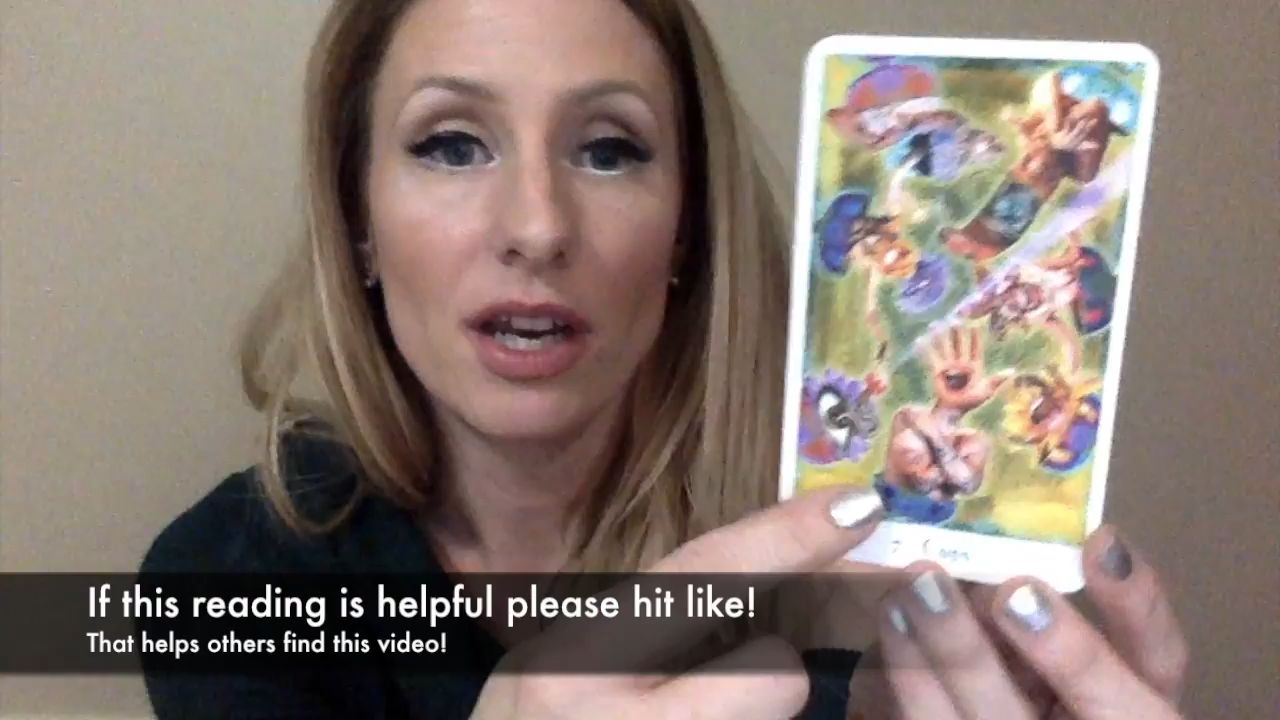 If this reading is helpful please hit like!
That helps others find this video!